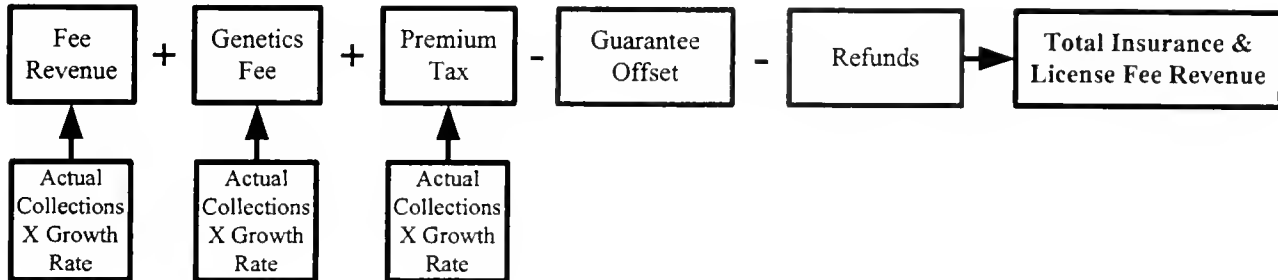 Fee
Revenue
+
Genetics
Fee
+
Premium
Tax
-
Guarantee
Offset
-
Refunds
Total Insurance &
License Fee Revenue
Actual
Collections
X Growth
Rate
Actual
Collections
X Growth
Rate
Actual
Collections
X Growth
Rate